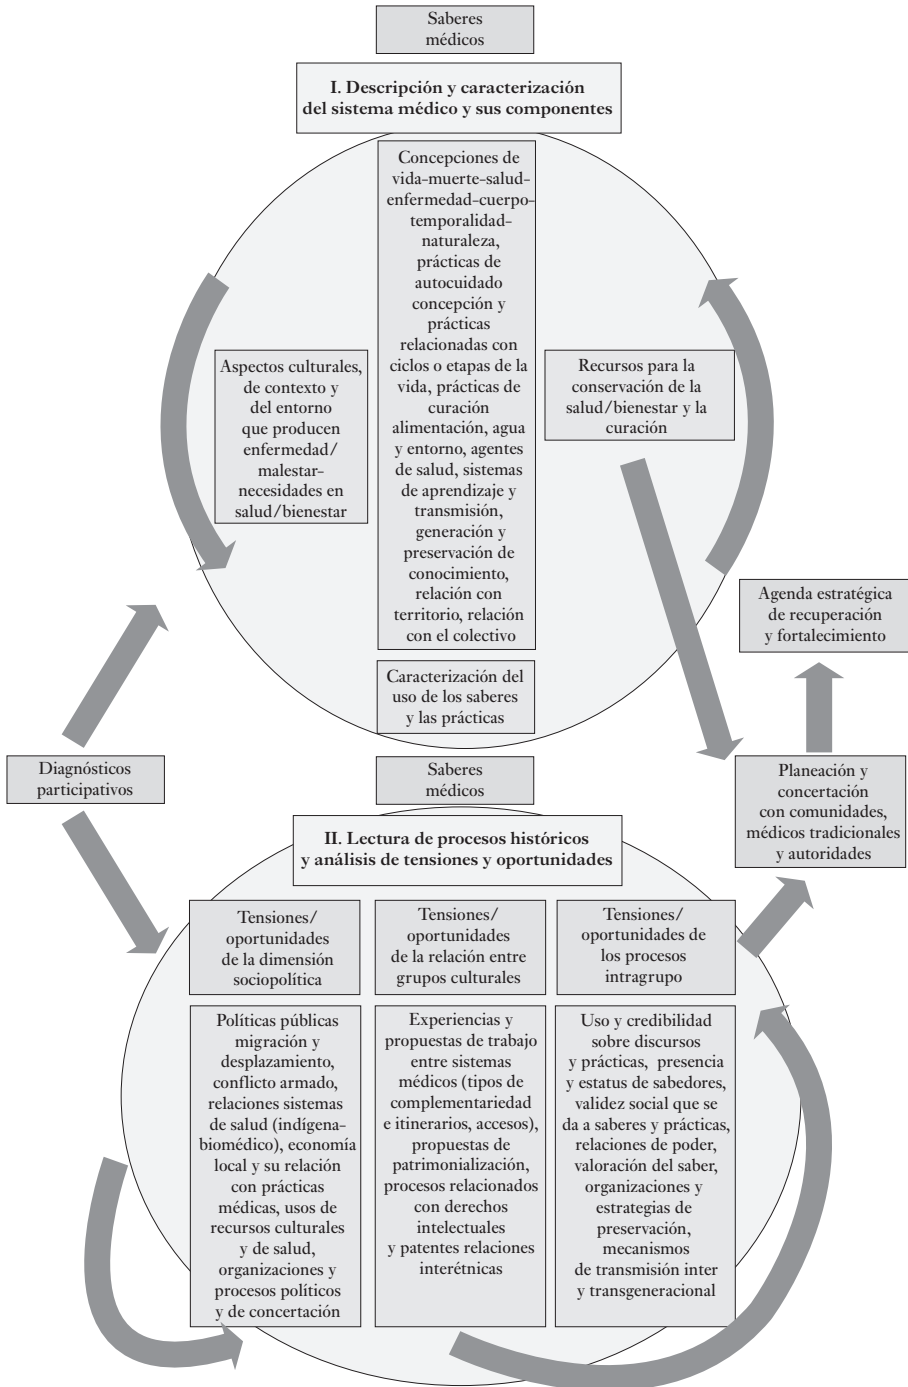 Saberes
médicos
I. Descripción y caracterización
del sistema médico y sus componentes
Concepciones de
vida-muerte-salud-
enfermedad-cuerpo-
temporalidad-
naturaleza,
prácticas de
autocuidado
concepción y
prácticas
relacionadas con
ciclos o etapas de la
vida, prácticas de
curación
alimentación, agua
y entorno, agentes
de salud, sistemas
de aprendizaje y
transmisión,
generación y
preservación de
conocimiento,
relación con
territorio, relación
con el colectivo
Aspectos culturales,
de contexto y
del entorno
que producen
enfermedad/
malestar-
necesidades en
salud/bienestar
Recursos para la
conservación de la
salud/bienestar y la
curación
Caracterización del
uso de los saberes
y las prácticas
Agenda estratégica
de recuperación
y fortalecimiento
Diagnósticos
participativos
Saberes
médicos
Planeación y
concertación
con comunidades,
médicos tradicionales
y autoridades
II. Lectura de procesos históricos
y análisis de tensiones y oportunidades
Tensiones/
oportunidades
de la dimensión
sociopolítica
Tensiones/
oportunidades
de la relación entre
grupos culturales
Tensiones/
oportunidades de
los procesos
intragrupo
Políticas públicas
migración y
desplazamiento,
conflicto armado,
relaciones sistemas
de salud (indígena-
biomédico), economía
local y su relación
con prácticas
médicas, usos de
recursos culturales
y de salud,
organizaciones y
procesos políticos
y de concertación
Experiencias y
propuestas de trabajo
entre sistemas
médicos (tipos de
complementariedad
e itinerarios, accesos),
propuestas de
patrimonialización,
procesos relacionados
con derechos
intelectuales
y patentes relaciones
interétnicas
Uso y credibilidad
sobre discursos
y prácticas, presencia
y estatus de sabedores,
validez social que se
da a saberes y prácticas,
relaciones de poder,
valoración del saber,
organizaciones y
estrategias de
preservación,
mecanismos
de transmisión inter
y transgeneracional